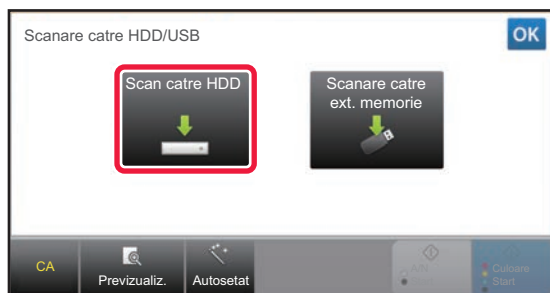 Scanare catre HDD/USB
OK
Scan catre HDD
Scanare catre
ext. memorie
CA
Previzualiz.
Autosetat
A/N
Culoare
Start